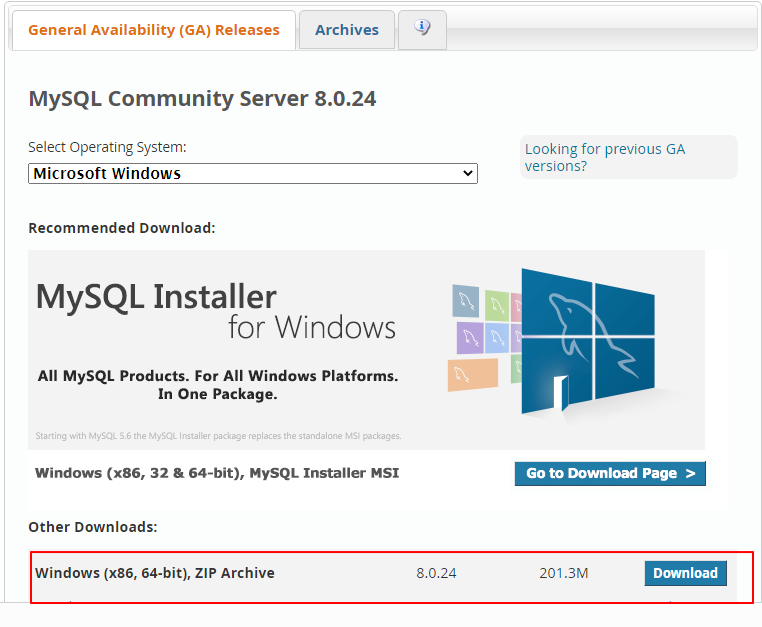 General Availability (GA) Releases
Archives
MySQL Community Server 8.0.24
Select Operating System:
Looking for previous GA
versions?
Microsoft Windows
Recommended Download:
MySQL Installer
for Windows
All MySQL Products. For All Windows Platforms.
In One Package.
Starting with MySQL 5.6 the MySQL Installer package replaces the standalone MSI packages.
Windows (x86, 32 & 64-bit), MySQL Installer MSI
Go to Download Page >
Other Downloads:
Windows (x86, 64-bit), ZIP Archive 8.0.24 201.3M Download